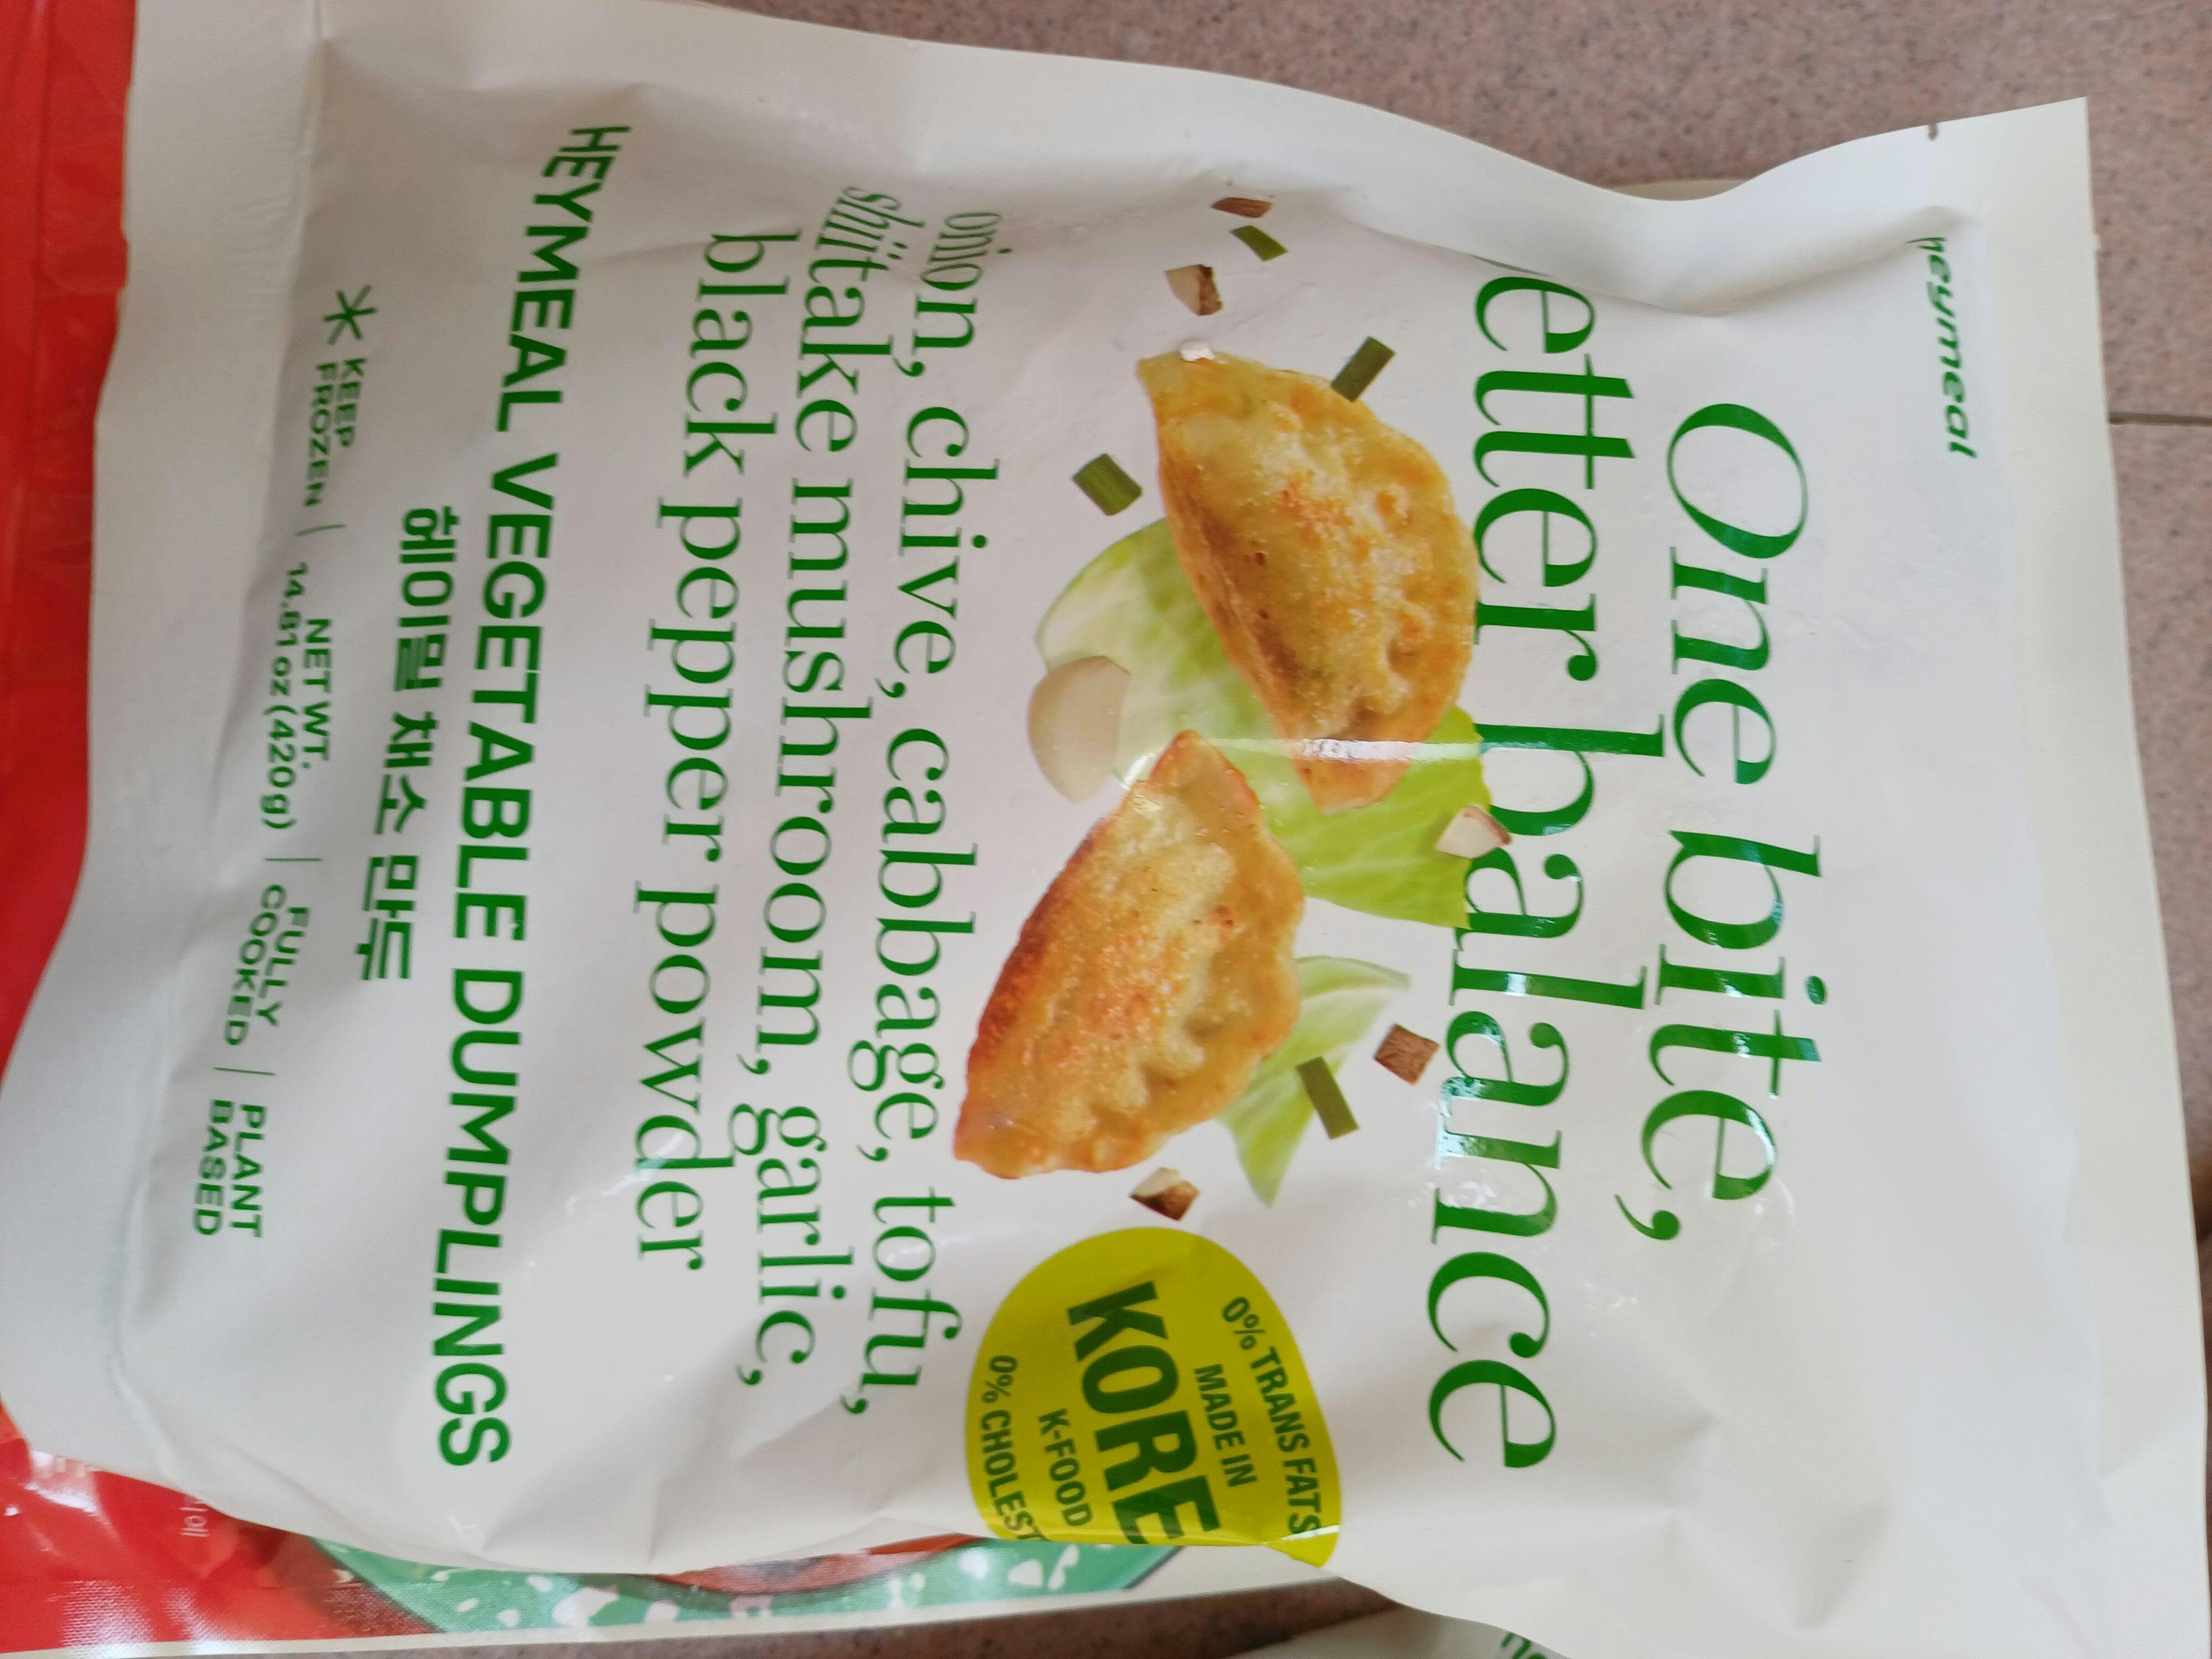 heymeal
One bite,
etter balance
0% TRANS FATS
MADE IN
KORE
K-FOOD
0% CHOLEST
onion, chive, cabbage, tofu,
shiitake mushroom, garlic,
black pepper powder
HEYMEAL VEGETABLE DUMPLINGS
헤이밀 채소 만두
KEEP
FROZEN
NET WT.
14.81 oz (420g)
FULLY
COOKED
PLANT
BASED